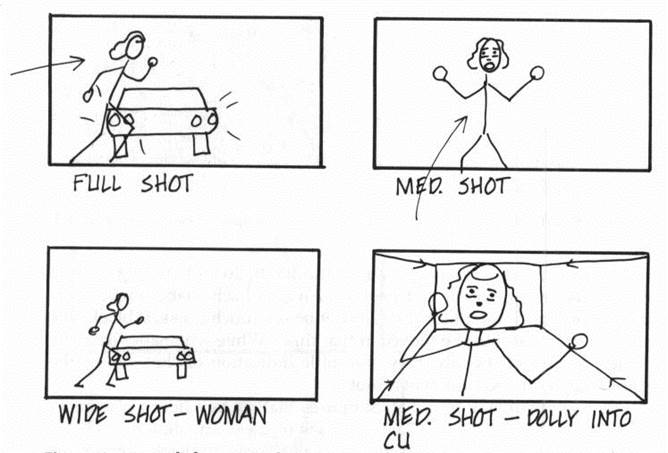 FULL SHOT
MED. SHOT
WIDE SHOT - WOMAN
MED. SHOT - DOLLY INTO
CU